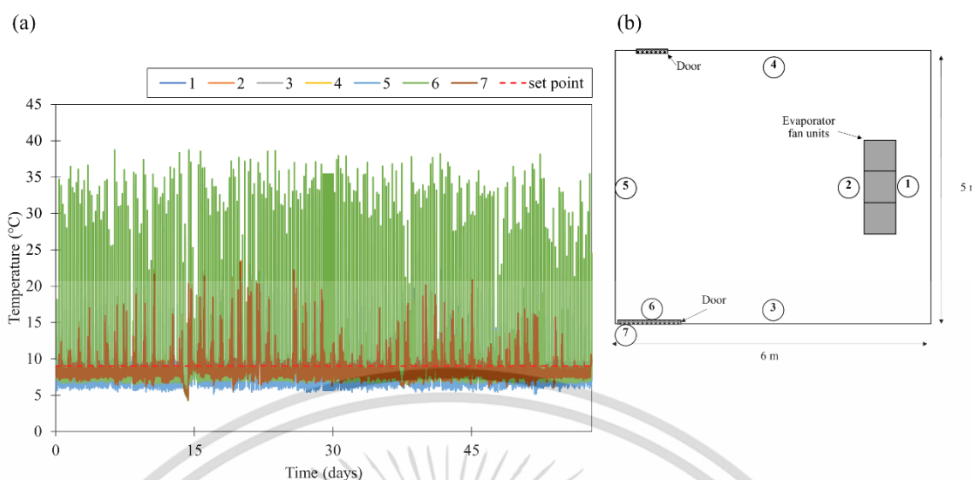 (a)
1 2 3 4 5 6 7 set point
45
40
35
30
25
20
15
10
5
0
Temperature (°C)
0 15 30 45
Time (days)
(b)
Door
4
Evaporator
fan units
5
2
1
5 m
6
Door
3
7
6 m